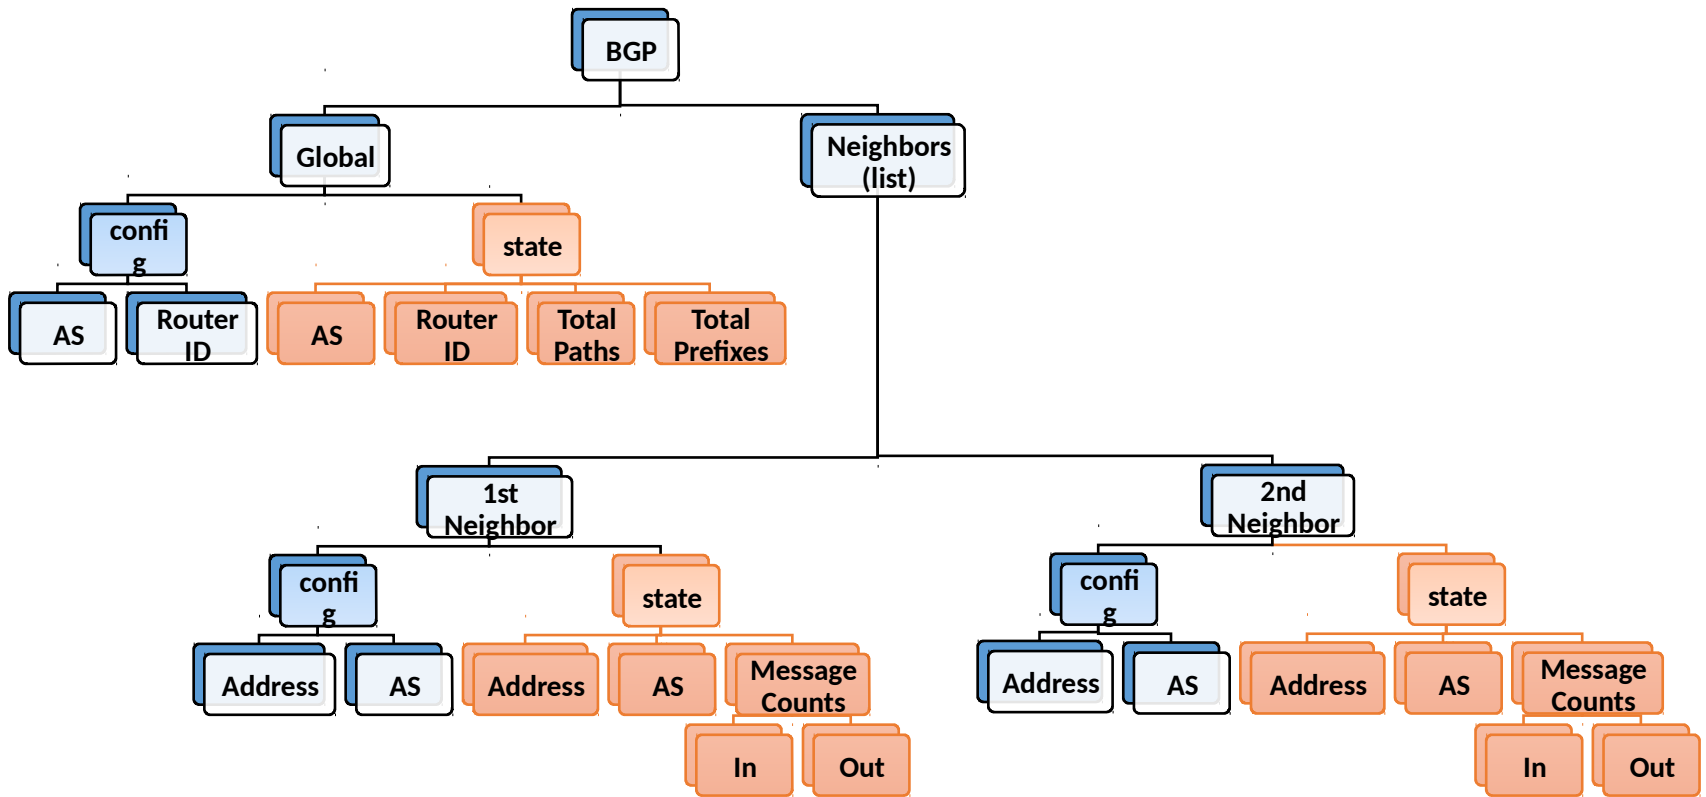 BGP
Global
Neighbors
(list)
confi
g
state
AS
Router
ID
AS
Router
ID
Total
Paths
Total
Prefixes
1st
Neighbor
2nd
Neighbor
confi
g
state
confi
g
state
Address
AS
Address
AS
Message
Counts
Address
AS
Address
AS
Message
Counts
In
Out
In
Out